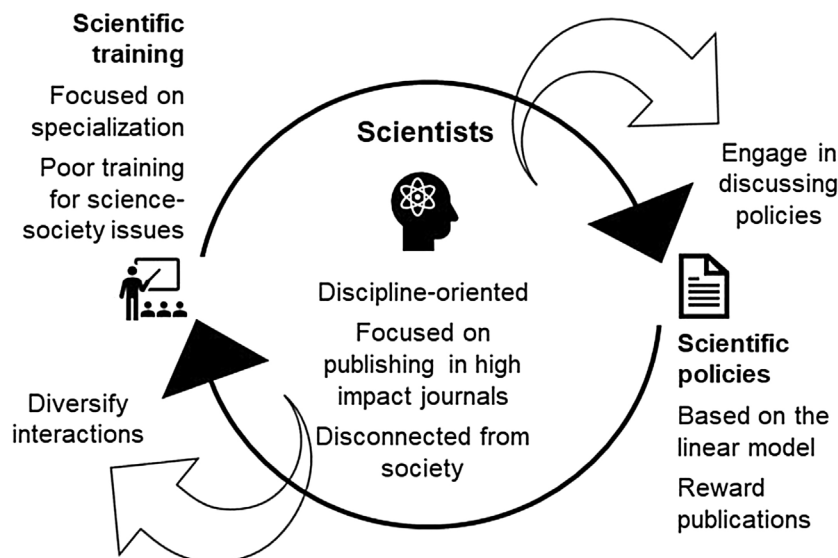 Scientific
training
Focused on
specialization
Poor training
for science-
society issues
Scientists
Discipline-oriented
Focused on
publishing in high
impact journals
Disconnected from
society
Engage in
discussing
policies
Scientific
policies
Based on the
linear model
Reward
publications
Diversify
interactions